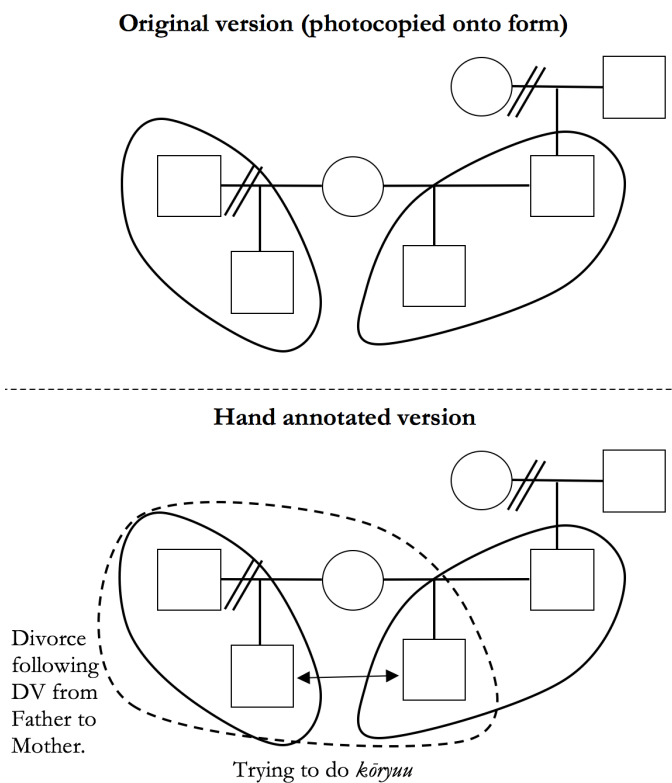 Original version (photocopied onto form)
Hand annotated version
Divorce
following
DV from
Father to
Mother.
Trying to do kōryuu